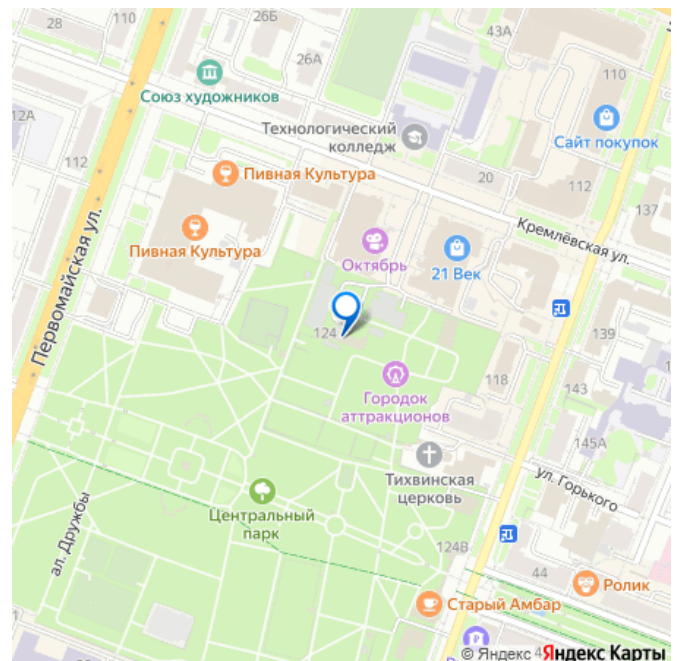 28
110
26Б
43А
26А
110
Союз художников
12А
Технологический
колледж
Сайт покупок
112
20
112
Пивная Культура
137
Кремлёвская ул.
Пивная Культура
Октябрь
21 Век
Первомайская ул.
124
139
118
143
Городок
аттракционов
145А
Тихвинская
церковь
ул. Горького
Центральный
парк
ал. Дружбы
124В
44
Ролик
Старый Амбар
© Яндекс
Яндекс Карты